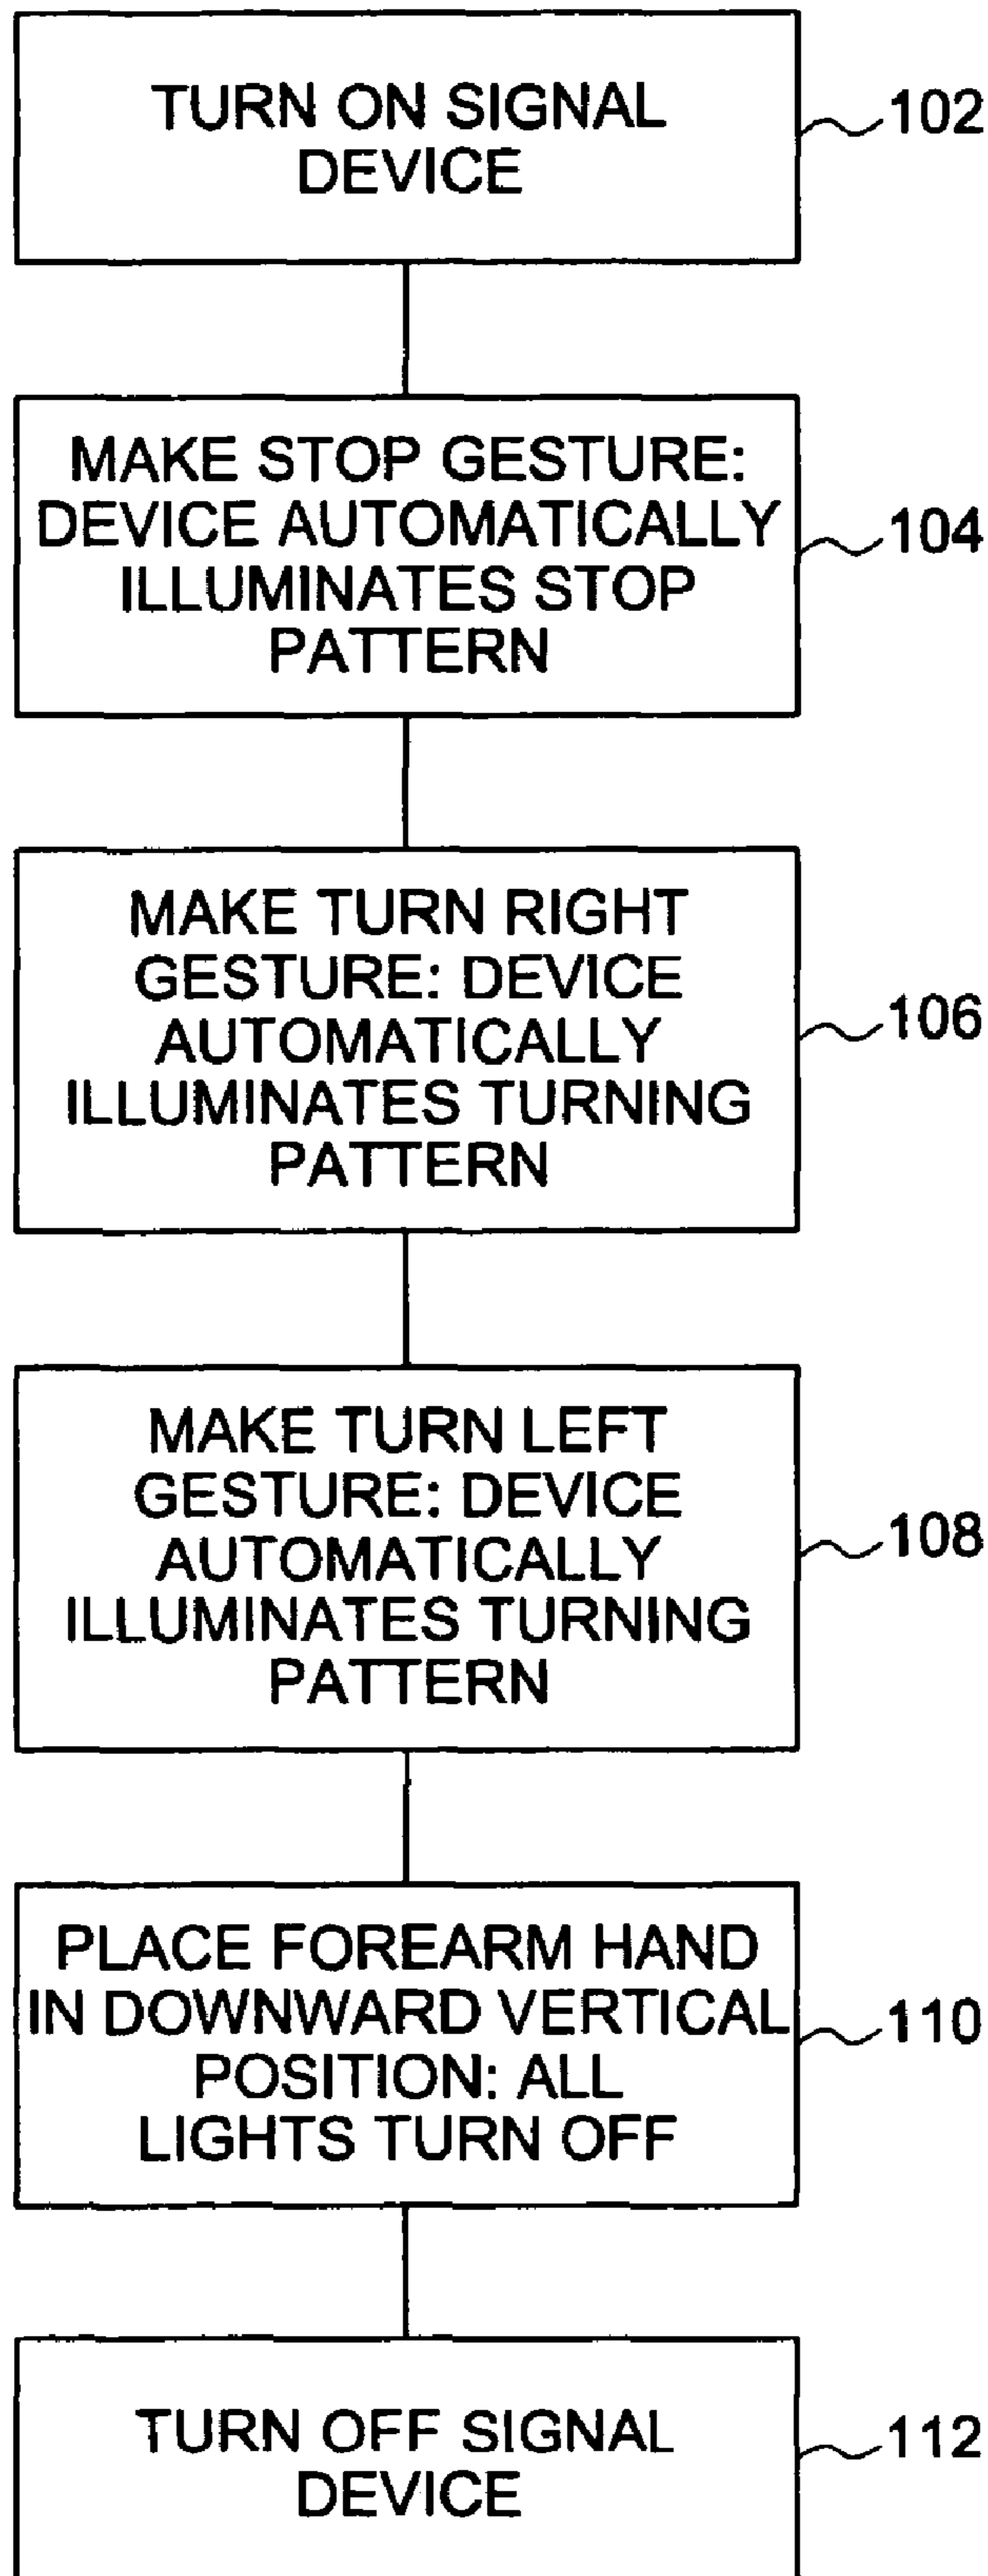 TURN ON SIGNAL
DEVICE
102
MAKE STOP GESTURE:
DEVICE AUTOMATICALLY
ILLUMINATES STOP
PATTERN
104
MAKE TURN RIGHT
GESTURE: DEVICE
AUTOMATICALLY
ILLUMINATES TURNING
PATTERN
106
MAKE TURN LEFT
GESTURE: DEVICE
AUTOMATICALLY
ILLUMINATES TURNING
PATTERN
108
PLACE FOREARM HAND
IN DOWNWARD VERTICAL
POSITION: ALL
LIGHTS TURN OFF
110
TURN OFF SIGNAL
DEVICE
112